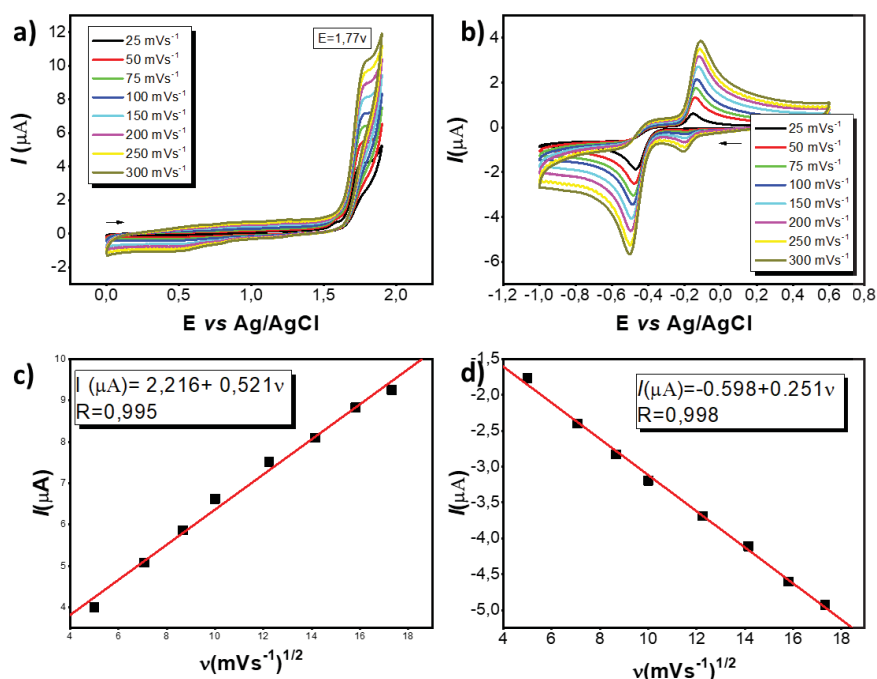 a)
12
10
8
6
4
2
0
-2
I (μA)
25 mVs⁻¹
50 mVs⁻¹
75 mVs⁻¹
100 mVs⁻¹
150 mVs⁻¹
200 mVs⁻¹
250 mVs⁻¹
300 mVs⁻¹
E=1,77v
0,0 0,5 1,0 1,5 2,0
E vs Ag/AgCl
b)
4
2
0
-2
-4
-6
I(μA)
25 mVs⁻¹
50 mVs⁻¹
75 mVs⁻¹
100 mVs⁻¹
150 mVs⁻¹
200 mVs⁻¹
250 mVs⁻¹
300 mVs⁻¹
-1,2 -1,0 -0,8 -0,6 -0,4 -0,2 0,0 0,2 0,4 0,6 0,8
E vs Ag/AgCl
c)
10
9
8
7
6
5
4
I(μA)
I (μA)= 2,216+ 0,521ν
R=0,995
4 6 8 10 12 14 16 18
ν(mVs⁻¹)¹ᐟ²
d)
-1,5
-2,0
-2,5
-3,0
-3,5
-4,0
-4,5
-5,0
I(μA)
I(μA)=-0.598+0.251ν
R=0,998
4 6 8 10 12 14 16 18
ν(mVs⁻¹)¹ᐟ²